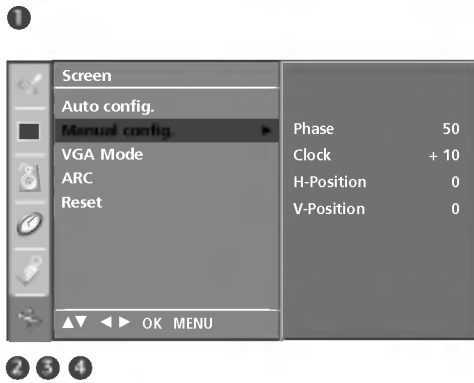 1
Screen
Auto config.
Manual config. ►
VGA Mode
ARC
Reset
Phase 50
Clock + 10
H-Position 0
V-Position 0
▲▼ ◄► OK MENU
2 3 4